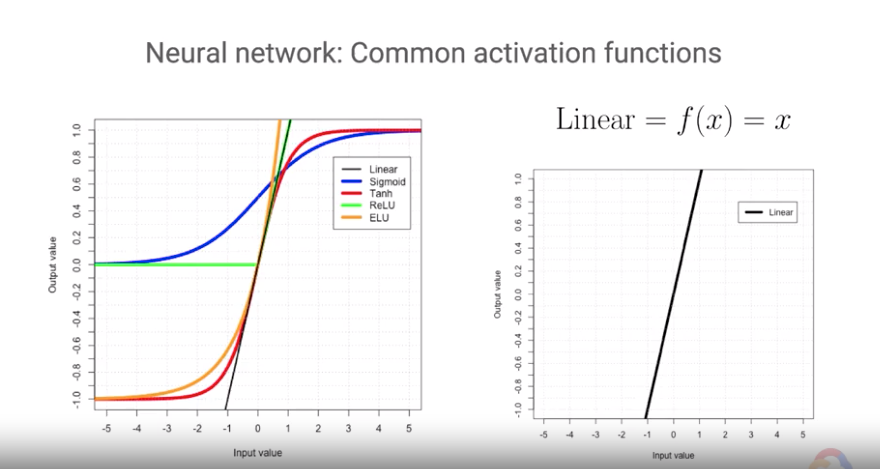 Neural network: Common activation functions
Linear = f(x) = x
Output value
1.0
0.8
0.6
0.4
0.2
0.0
-0.2
-0.4
-0.6
-0.8
-1.0
Linear
Sigmoid
Tanh
ReLU
ELU
-5 -4 -3 -2 -1 0 1 2 3 4 5
Input value
Output value
1.0
0.8
0.6
0.4
0.2
0.0
-0.2
-0.4
-0.6
-0.8
-1.0
Linear
-5 -4 -3 -2 -1 0 1 2 3 4 5
Input value